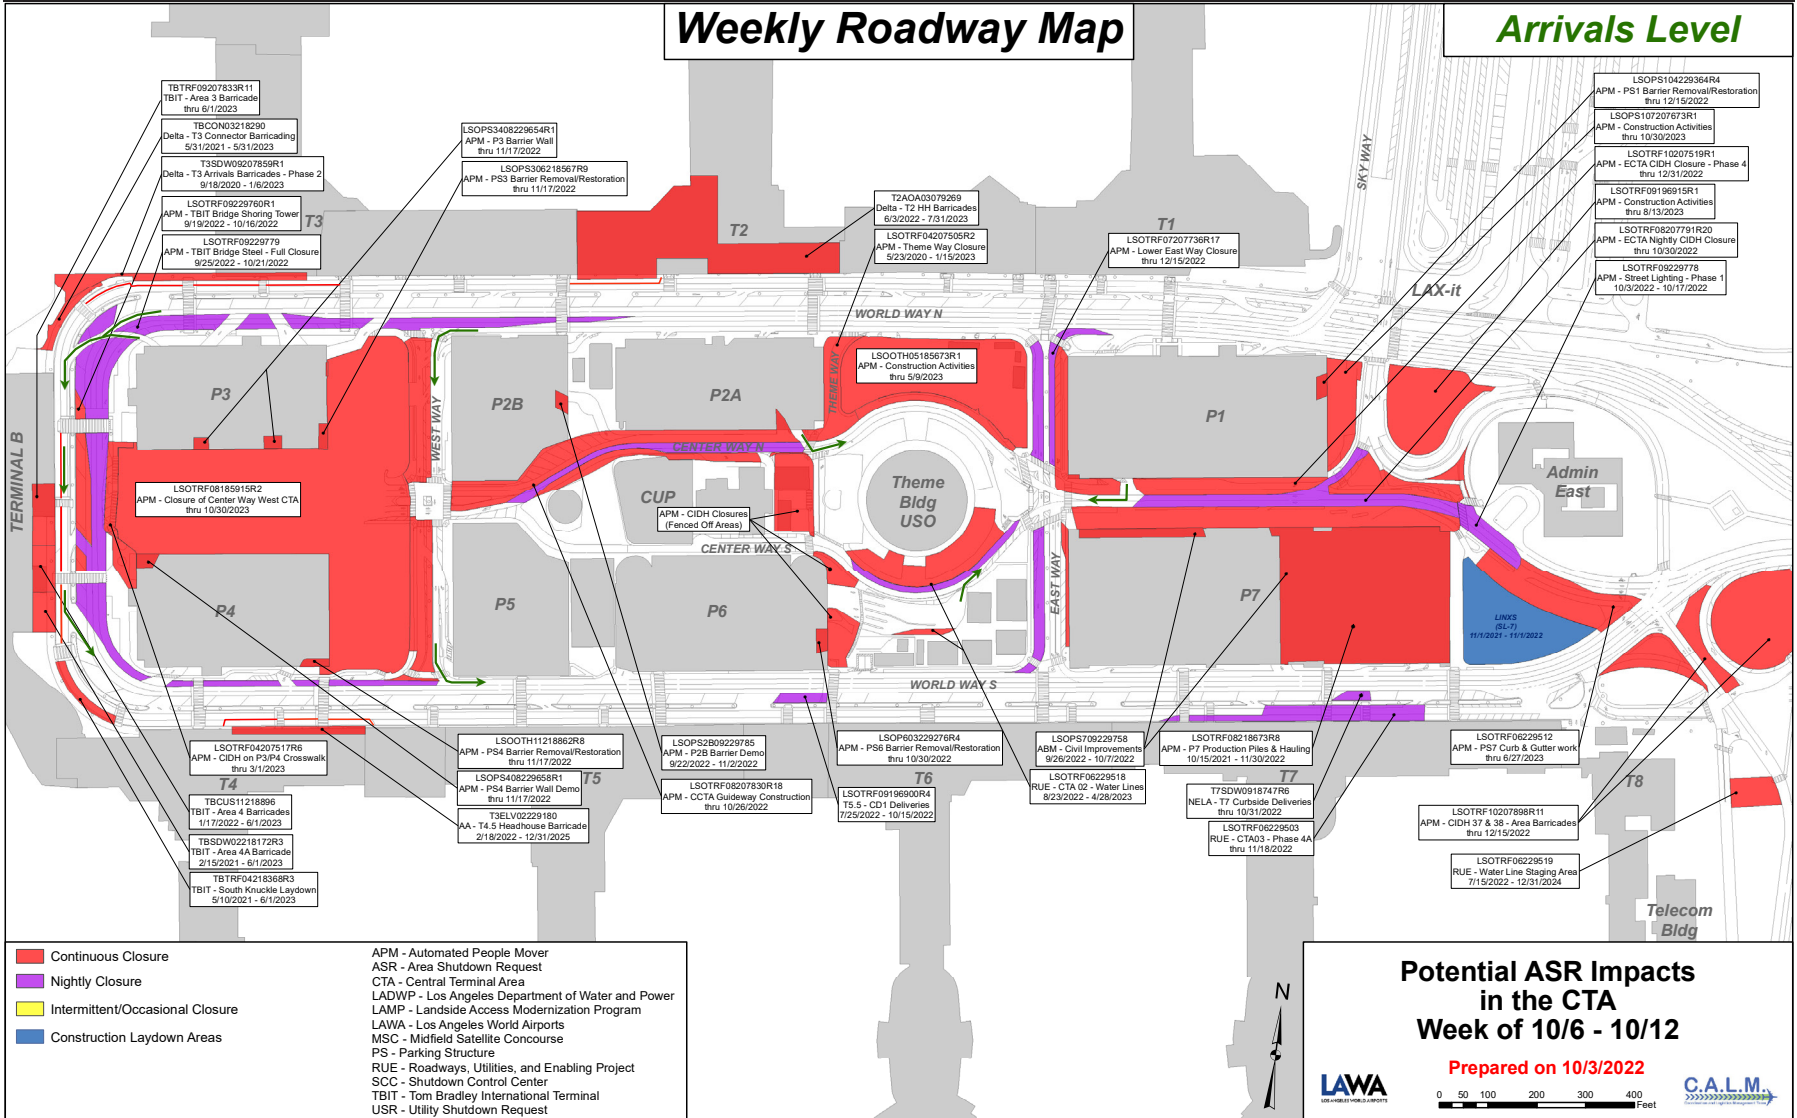 Weekly Roadway Map
Arrivals Level
TBTRF09207833R11
TBIT - Area 3 Barricade
thru 6/1/2023
TBCON03218290
Delta - T3 Connector Barricading
5/31/2021 - 5/31/2023
T3SDW09207859R1
Delta - T3 Arrivals Barricades - Phase 2
9/18/2020 - 1/6/2023
LSOTRF09229760R1
APM - TBIT Bridge Shoring Tower
9/19/2022 - 10/16/2022
LSOTRF09229779
APM - TBIT Bridge Steel - Full Closure
9/25/2022 - 10/21/2022
LSOPS3408229654R1
APM - P3 Barrier Wall
thru 11/17/2022
LSOPS306218567R9
APM - PS3 Barrier Removal/Restoration
thru 11/17/2022
T2AOA03079269
Delta - T2 HH Barricades
6/3/2022 - 7/31/2023
LSOTRF04207505R2
APM - Theme Way Closure
5/23/2020 - 1/15/2023
LSOTRF07207736R17
APM - Lower East Way Closure
thru 12/15/2022
LSOPS104229364R4
APM - PS1 Barrier Removal/Restoration
thru 12/15/2022
LSOPS107207673R1
APM - Construction Activities
thru 10/30/2023
LSOTRF10207519R1
APM - ECTA CIDH Closure - Phase 4
thru 12/31/2022
LSOTRF09196915R1
APM - Construction Activities
thru 8/13/2023
LSOTRF08207791R20
APM - ECTA Nightly CIDH Closure
thru 10/30/2022
LSOTRF09229778
APM - Street Lighting - Phase 1
10/3/2022 - 10/17/2022
T3
T2
T1
SKY WAY
LAX-it
WORLD WAY N
LSOOTH05185673R1
APM - Construction Activities
thru 5/9/2023
P3
P2B
P2A
THEME WAY
P1
WEST WAY
CENTER WAY N
TERMINAL B
LSOTRF08185915R2
APM - Closure of Center Way West CTA
thru 10/30/2023
CUP
APM - CIDH Closures
(Fenced Off Areas)
Theme
Bldg
USO
Admin
East
CENTER WAY S
EAST WAY
P4
P5
P6
P7
LINXS
(SL-7)
11/1/2021 - 11/1/2022
WORLD WAY S
LSOTRF04207517R6
APM - CIDH on P3/P4 Crosswalk
thru 3/1/2023
T4
TBCUS11218896
TBIT - Area 4 Barricades
1/17/2022 - 6/1/2023
TBSDW02218172R3
TBIT - Area 4A Barricade
2/15/2021 - 6/1/2023
TBTRF04218368R3
TBIT - South Knuckle Laydown
5/10/2021 - 6/1/2023
LSOOTH11218862R8
APM - PS4 Barrier Removal/Restoration
thru 11/17/2022
LSOPS408229658R1
APM - PS4 Barrier Wall Demo
thru 11/17/2022
T3ELV02229180
AA - T4.5 Headhouse Barricade
2/18/2022 - 12/31/2025
T5
LSOPS2B09229785
APM - P2B Barrier Demo
9/22/2022 - 11/2/2022
LSOTRF08207830R18
APM - CCTA Guideway Construction
thru 10/26/2022
LSOP603229276R4
APM - PS6 Barrier Removal/Restoration
thru 10/30/2022
LSOTRF09196900R4
T5.5 - CD1 Deliveries
7/25/2022 - 10/15/2022
T6
LSOPS709229758
ABM - Civil Improvements
9/26/2022 - 10/7/2022
LSOTRF06229518
RUE - CTA 02 - Water Lines
8/23/2022 - 4/28/2023
LSOTRF08218673R8
APM - P7 Production Piles & Hauling
10/15/2021 - 11/30/2022
T7
T7SDW0918747R6
NELA - T7 Curbside Deliveries
thru 10/31/2022
LSOTRF06229503
RUE - CTA03 - Phase 4A
thru 11/18/2022
LSOTRF06229512
APM - PS7 Curb & Gutter work
thru 6/27/2023
LSOTRF10207898R11
APM - CIDH 37 & 38 - Area Barricades
thru 12/15/2022
LSOTRF06229519
RUE - Water Line Staging Area
7/15/2022 - 12/31/2024
T8
Telecom
Bldg
Continuous Closure
Nightly Closure
Intermittent/Occasional Closure
Construction Laydown Areas
APM - Automated People Mover
ASR - Area Shutdown Request
CTA - Central Terminal Area
LADWP - Los Angeles Department of Water and Power
LAMP - Landside Access Modernization Program
LAWA - Los Angeles World Airports
MSC - Midfield Satellite Concourse
PS - Parking Structure
RUE - Roadways, Utilities, and Enabling Project
SCC - Shutdown Control Center
TBIT - Tom Bradley International Terminal
USR - Utility Shutdown Request
N
Potential ASR Impacts
in the CTA
Week of 10/6 - 10/12
Prepared on 10/3/2022
LAWA
LOS ANGELES WORLD AIRPORTS
0 50 100 200 300 400
Feet
C.A.L.M.